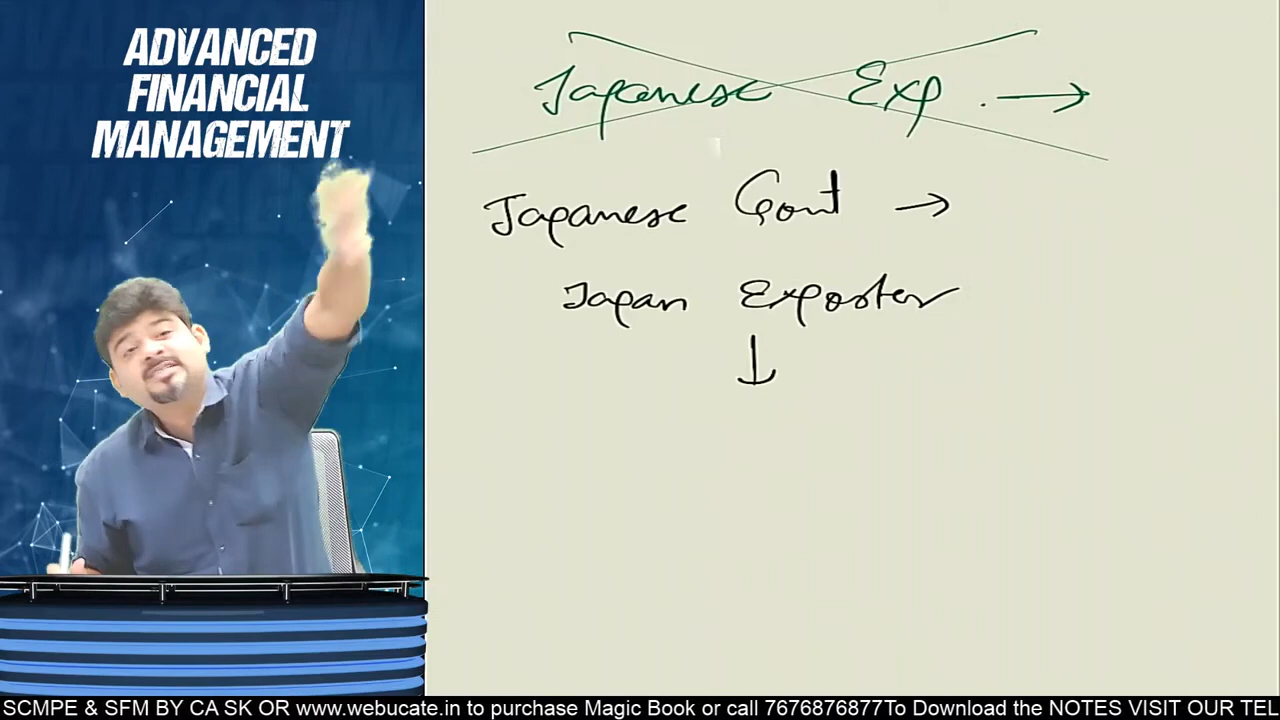 ADVANCED
FINANCIAL
MANAGEMENT
Japanese Exp. →
Japanese Govt →
Japan Exporter
↓
SCMPE & SFM BY CA SK OR www.webucate.in to purchase Magic Book or call 7676876877To Download the NOTES VISIT OUR TEL